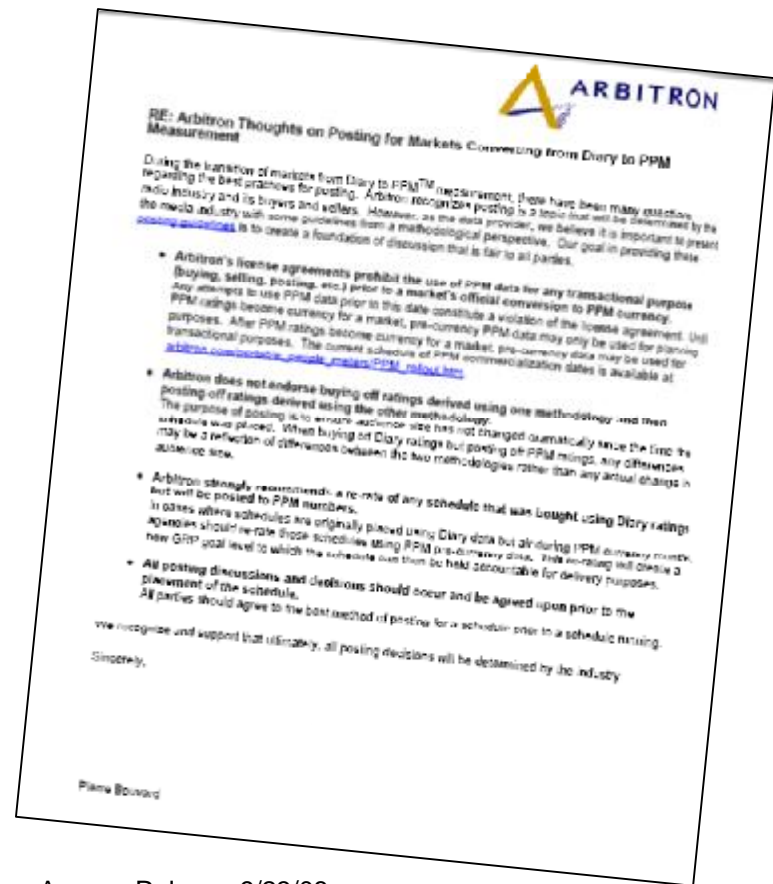 ARBITRON
RE: Arbitron Thoughts on Posting for Markets Converting from Diary to PPM
Measurement
During the transition of markets from Diary to PPM™ measurement, there have been many questions
regarding the best practices for posting. Arbitron recognizes posting is a topic that will be determined by the
radio industry and its buyers and sellers. However, as the data provider, we believe it is important to present
the media industry with some guidelines from a methodological perspective. Our goal in providing these
posting guidelines is to create a foundation of discussion that is fair to all parties.
• Arbitron's license agreements prohibit the use of PPM data for any transactional purpose
(buying, selling, posting, etc.) prior to a market's official conversion to PPM currency.
Any attempts to use PPM data prior to this date constitute a violation of the license agreement. Until
PPM ratings become currency for a market, pre-currency PPM data may only be used for planning
purposes. After PPM ratings become currency for a market, pre-currency data may be used for
transactional purposes. The current schedule of PPM commercialization dates is available at
arbitron.com/portable_people_meters/PPM_rollout.htm
• Arbitron does not endorse buying off ratings derived using one methodology and then
posting off ratings derived using the other methodology.
The purpose of posting is to ensure audience size has not changed dramatically since the time the
schedule was placed. When buying on Diary ratings but posting off PPM ratings, any differences
may be a reflection of differences between the two methodologies rather than any actual change in
audience size.
• Arbitron strongly recommends a re-rate of any schedule that was bought using Diary ratings
but will be posted to PPM numbers.
In cases where schedules are originally placed using Diary data but air during PPM currency months,
agencies should re-rate those schedules using PPM pre-currency data. This re-rating will create a
new GRP goal level to which the schedule can then be held accountable for delivery purposes.
• All posting discussions and decisions should occur and be agreed upon prior to the
placement of the schedule.
All parties should agree to the best method of posting for a schedule prior to a schedule running.
We recognize and support that ultimately, all posting decisions will be determined by the industry
Sincerely,
Pierre Bouvard